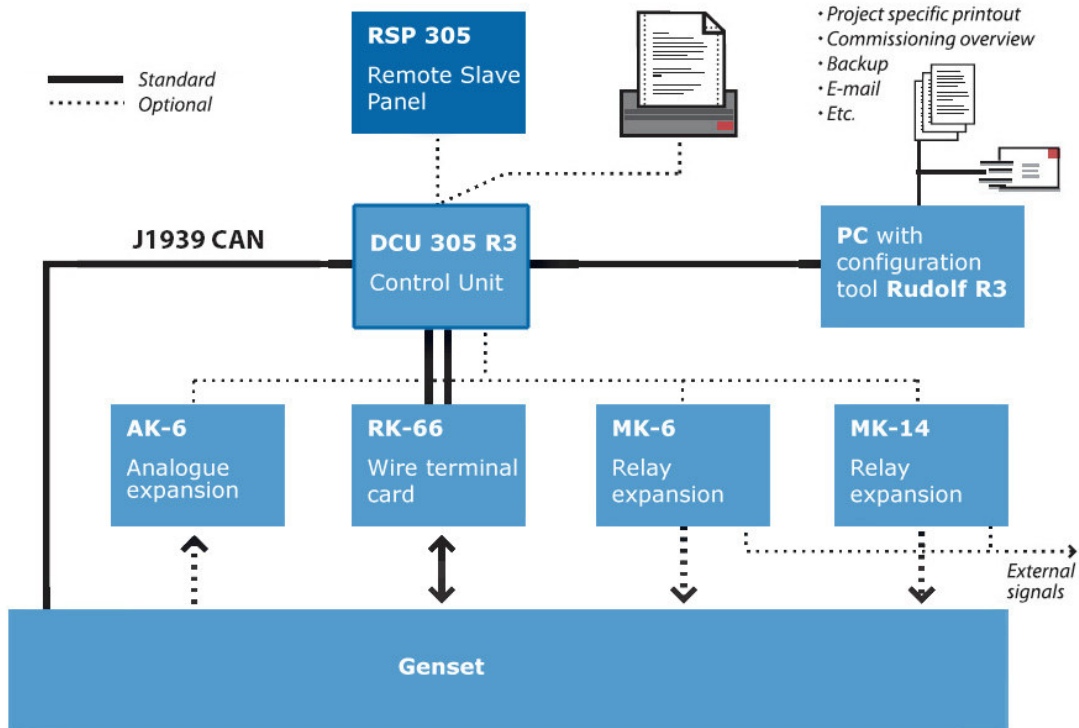 RSP 305
Remote Slave
Panel
Standard
Optional
• Project specific printout
• Commissioning overview
• Backup
• E-mail
• Etc.
J1939 CAN
DCU 305 R3
Control Unit
PC with
configuration
tool Rudolf R3
AK-6
Analogue
expansion
RK-66
Wire terminal
card
MK-6
Relay
expansion
MK-14
Relay
expansion
External
signals
Genset